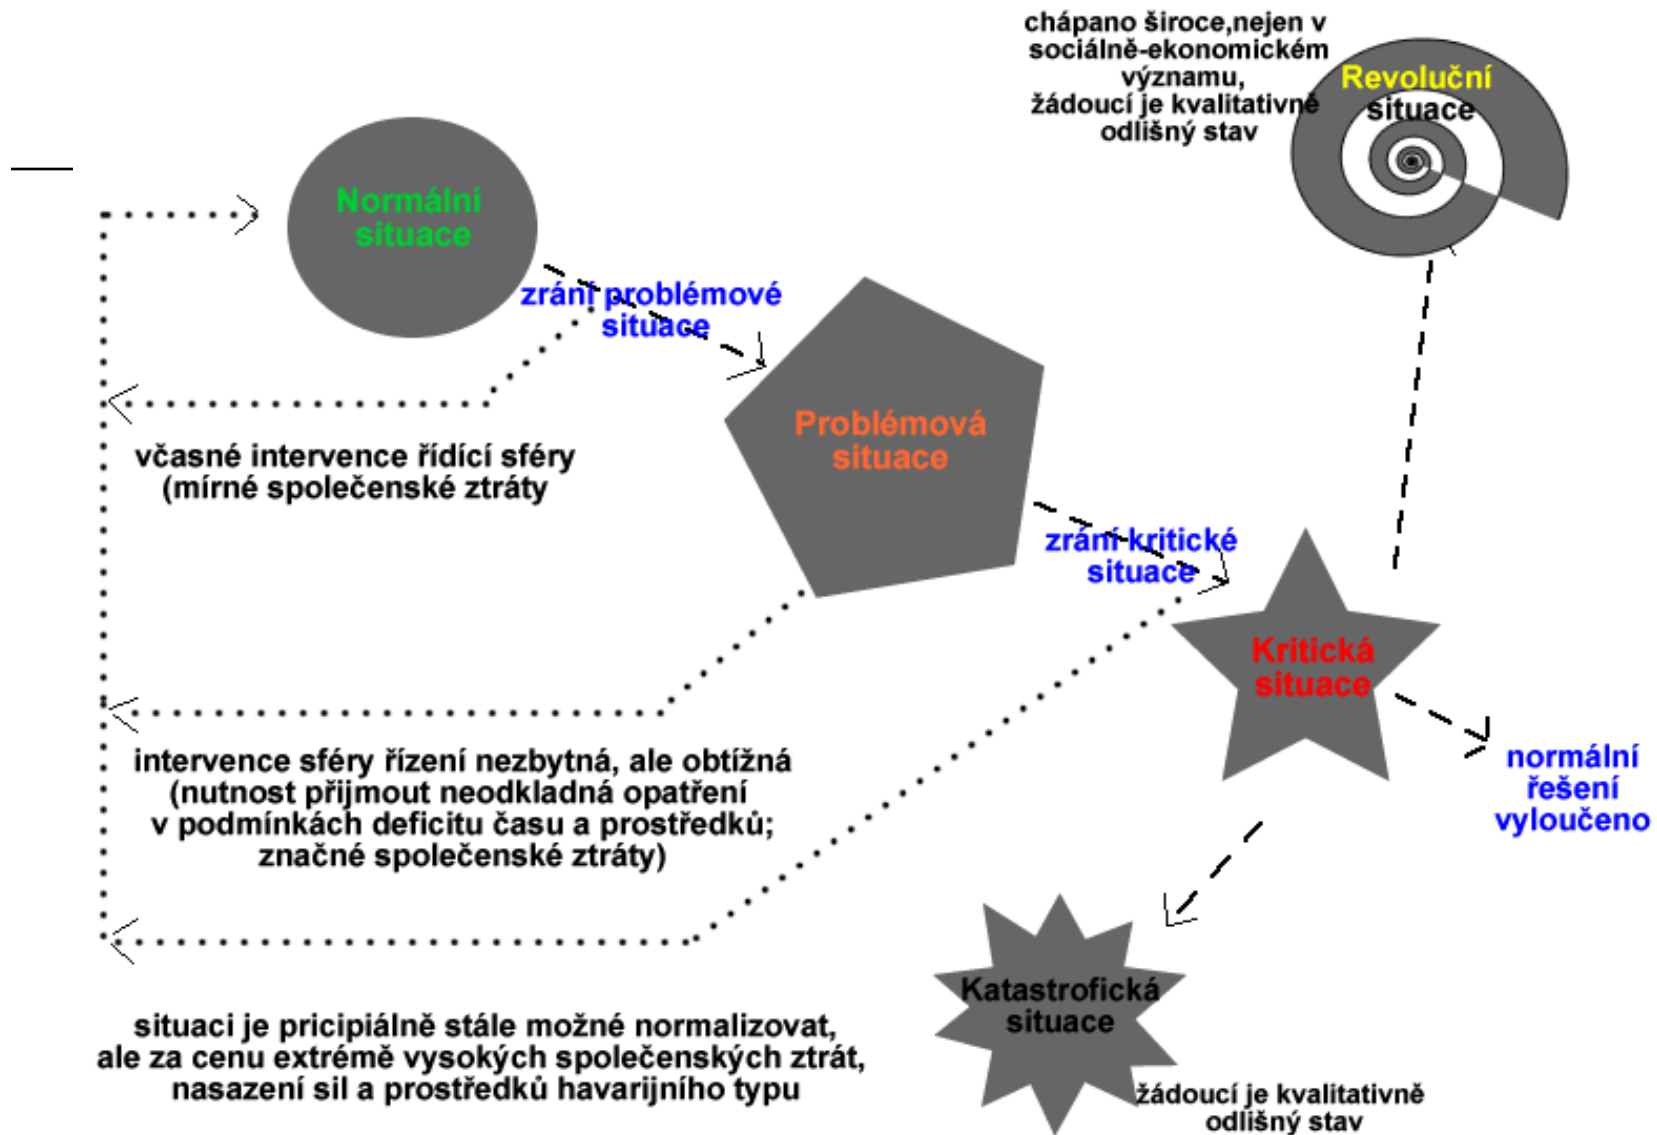 chápano široce,nejen v
sociálně-ekonomickém
významu,
žádoucí je kvalitativně
odlišný stav
Revoluční
situace
Normální
situace
zrání problémové
situace
Problémová
situace
včasné intervence řídící sféry
(mírné společenské ztráty
zrání kritické
situace
Kritická
situace
normální
řešení
vyloučeno
intervence sféry řízení nezbytná, ale obtížná
(nutnost přijmout neodkladná opatření
v podmínkách deficitu času a prostředků;
značné společenské ztráty)
Katastrofická
situace
situaci je pricipiálně stále možné normalizovat,
ale za cenu extrémě vysokých společenských ztrát,
nasazení sil a prostředků havarijního typu
žádoucí je kvalitativně
odlišný stav